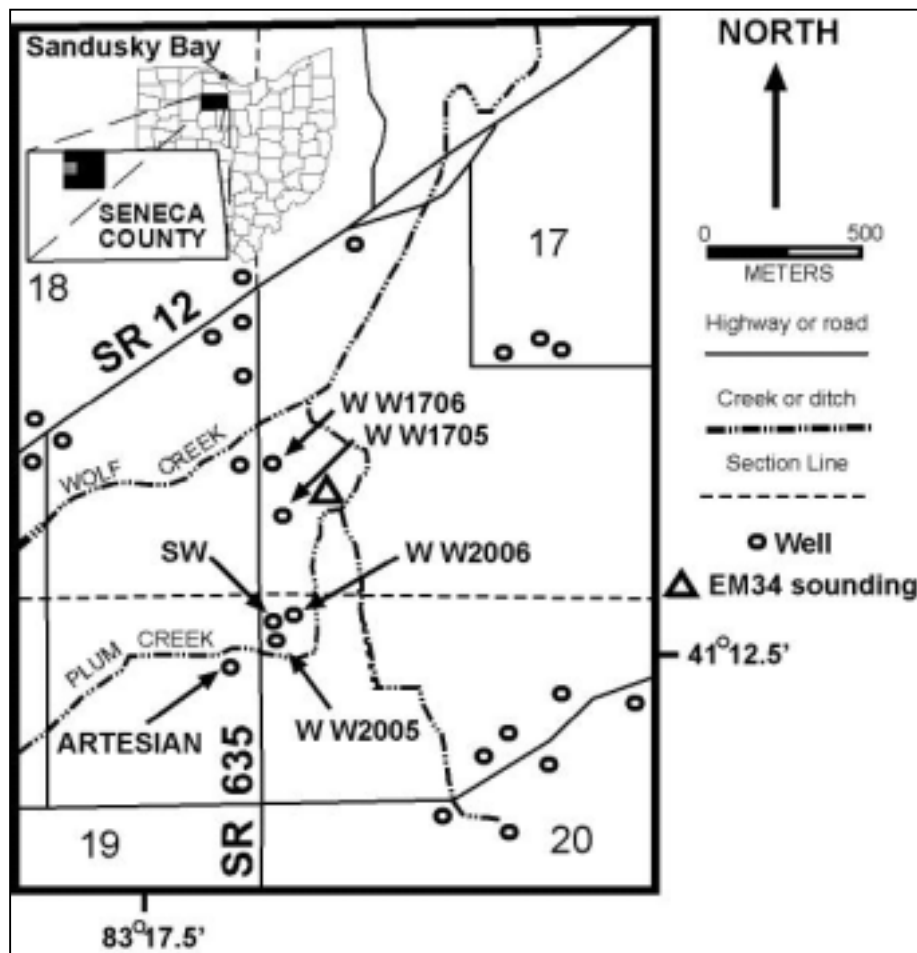 Sandusky Bay
SENECA
COUNTY
18
17
SR 12
W W1706
W W1705
WOLF CREEK
SW
W W2006
PLUM CREEK
ARTESIAN
W W2005
SR 635
19
20
83°17.5'
41°12.5'
NORTH
0 500
METERS
Highway or road
Creek or ditch
Section Line
Well
EM34 sounding